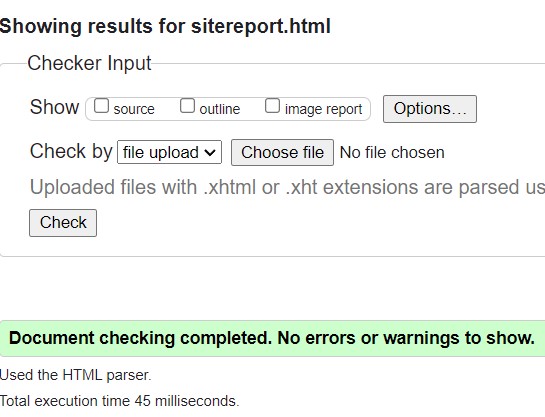 Showing results for sitereport.html
Checker Input
Show source outline image report Options...
Check by file upload Choose file No file chosen
Uploaded files with .xhtml or .xht extensions are parsed us
Check
Document checking completed. No errors or warnings to show.
Used the HTML parser.
Total execution time 45 milliseconds.